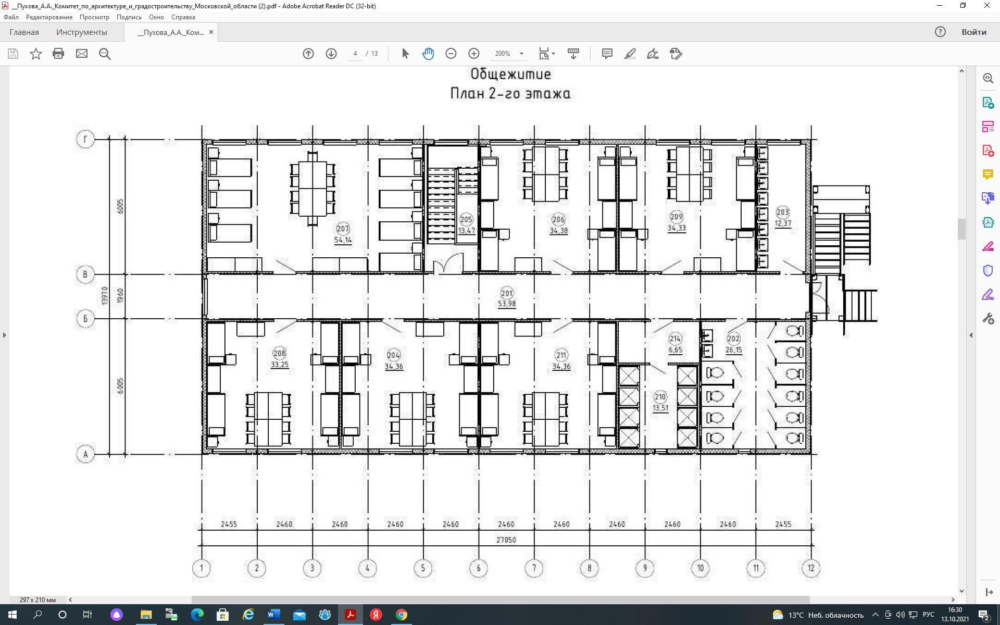 __Пухова_А.А._Комитет_по_архитектуре_и_градостроительству_Московской_области (2).pdf - Adobe Acrobat Reader DC (32-bit)
Файл Редактирование Просмотр Подпись Окно Справка
Главная Инструменты __Пухова_А.А._Ком... × ? Войти
4 / 13 200%
Общежитие
План 2-го этажа
Г
В
Б
А
6005
13970
1960
6005
207
54,14
205
13,47
206
34,38
209
34,33
203
12,37
201
53,98
208
33,25
204
34,36
211
34,36
214
6,65
202
26,15
210
13,51
2455 2460 2460 2460 2460 2460 2460 2460 2460 2460 2455
27050
1 2 3 4 5 6 7 8 9 10 11 12
297 x 210 мм
13°C Неб. облачность РУС 16:30
13.10.2021
2